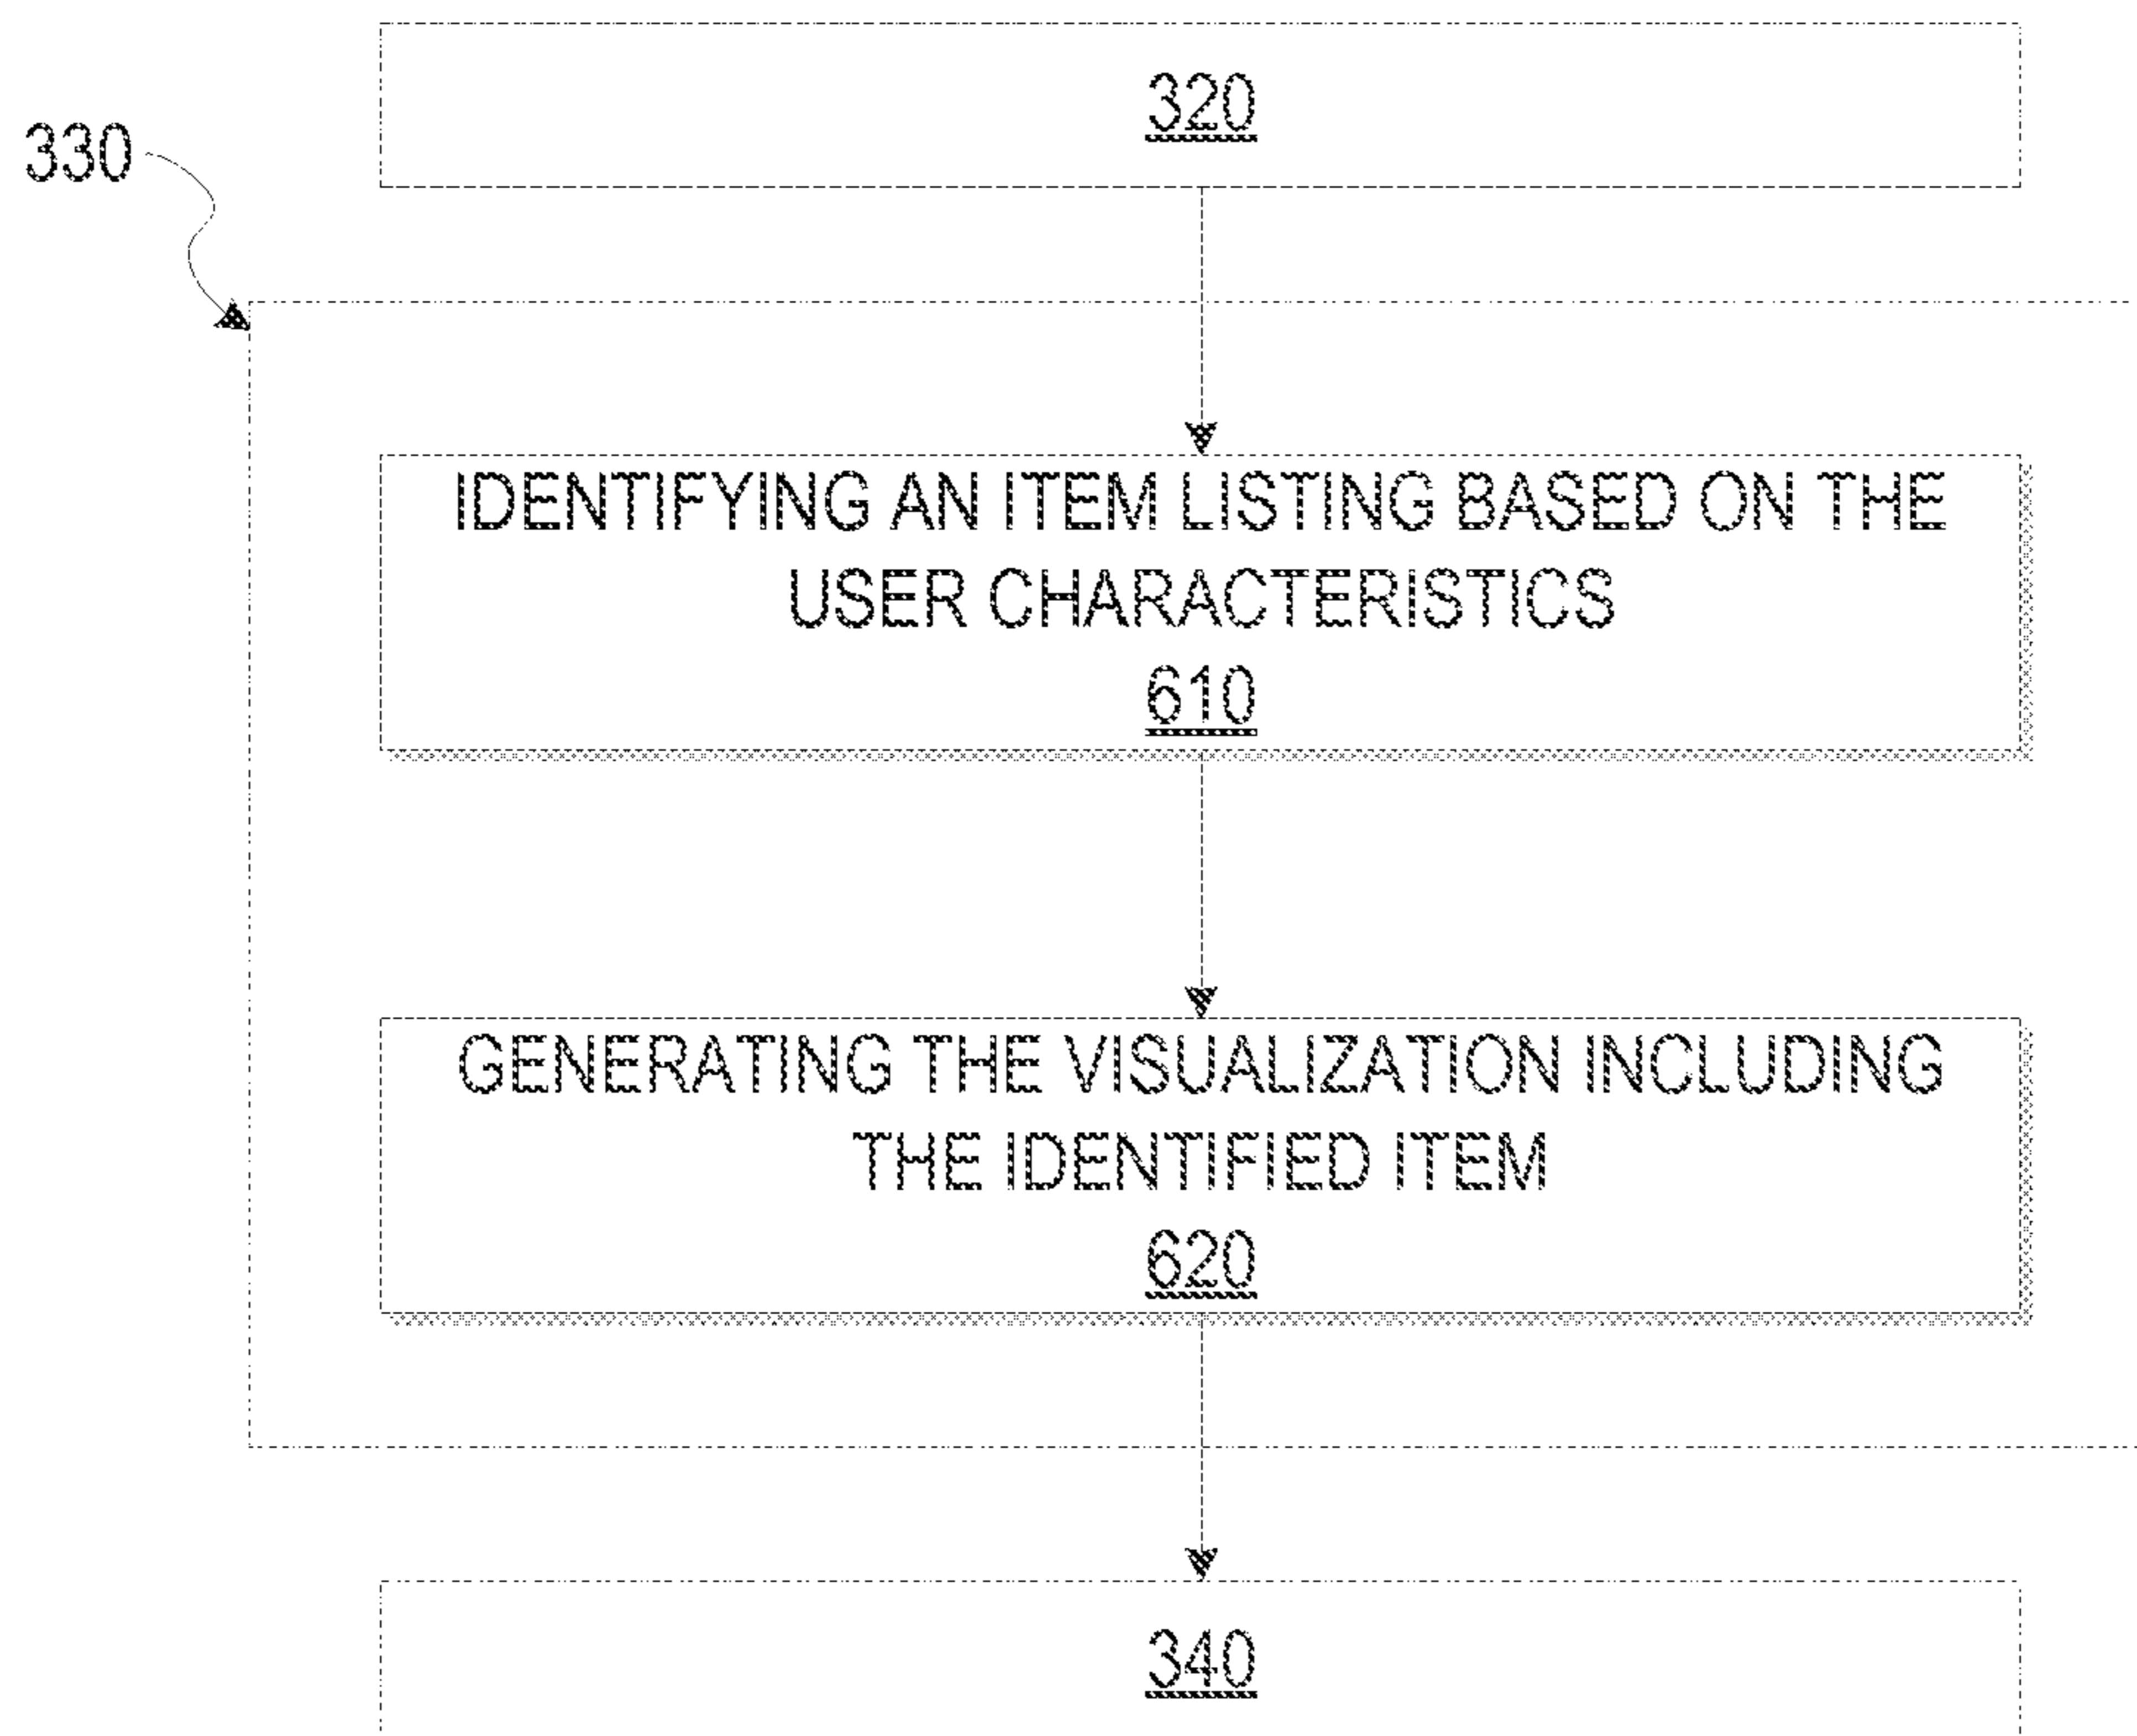 320
330
IDENTIFYING AN ITEM LISTING BASED ON THE
USER CHARACTERISTICS
610
GENERATING THE VISUALIZATION INCLUDING
THE IDENTIFIED ITEM
620
340